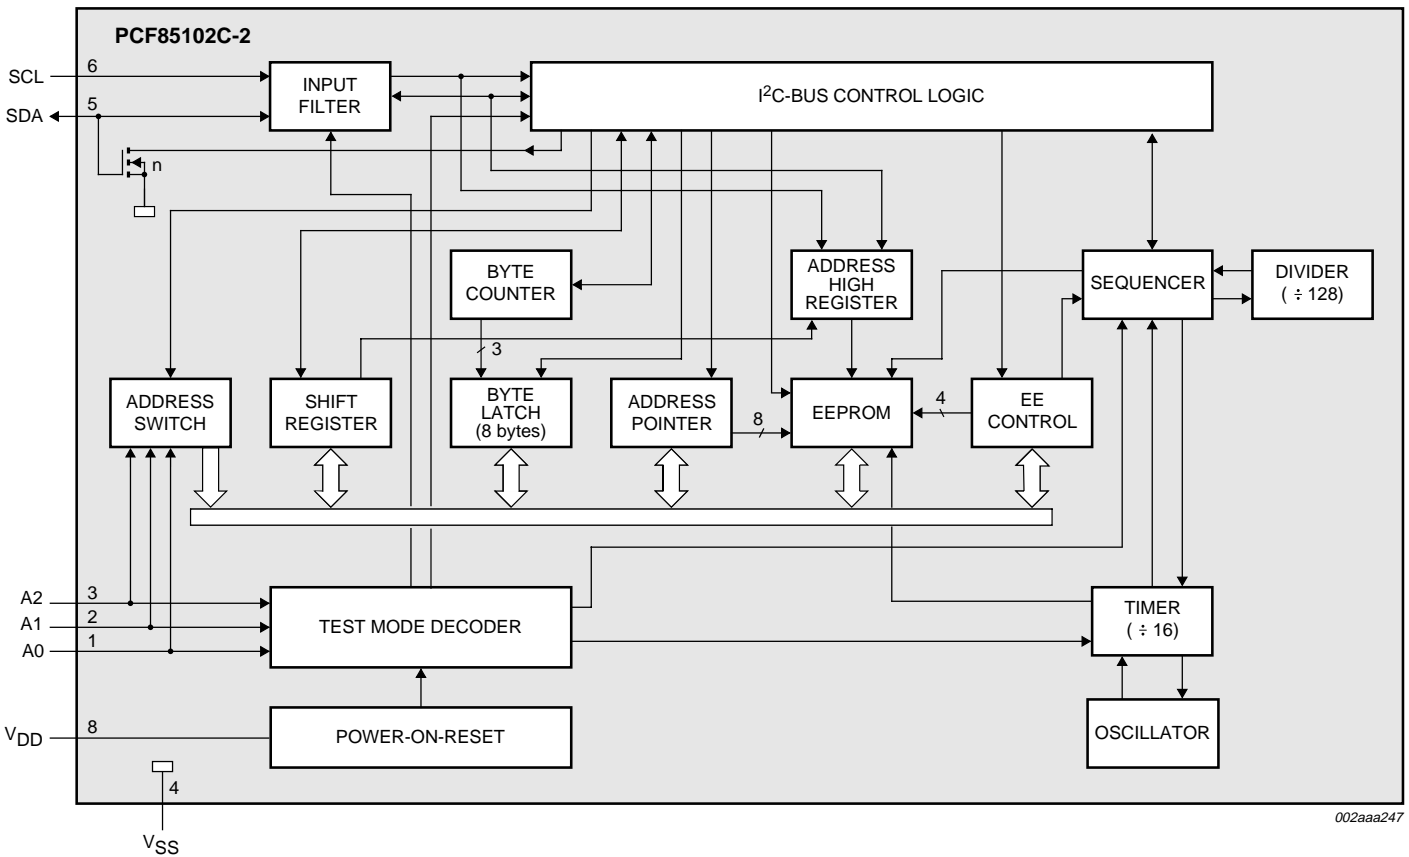 PCF85102C-2
SCL
6
SDA
5
INPUT
FILTER
I2C-BUS CONTROL LOGIC
n
BYTE
COUNTER
ADDRESS
HIGH
REGISTER
SEQUENCER
DIVIDER
( ÷ 128)
3
ADDRESS
SWITCH
SHIFT
REGISTER
BYTE
LATCH
(8 bytes)
ADDRESS
POINTER
8
EEPROM
4
EE
CONTROL
A2
3
A1
2
A0
1
TEST MODE DECODER
TIMER
( ÷ 16)
VDD
8
POWER-ON-RESET
OSCILLATOR
4
VSS
002aaa247